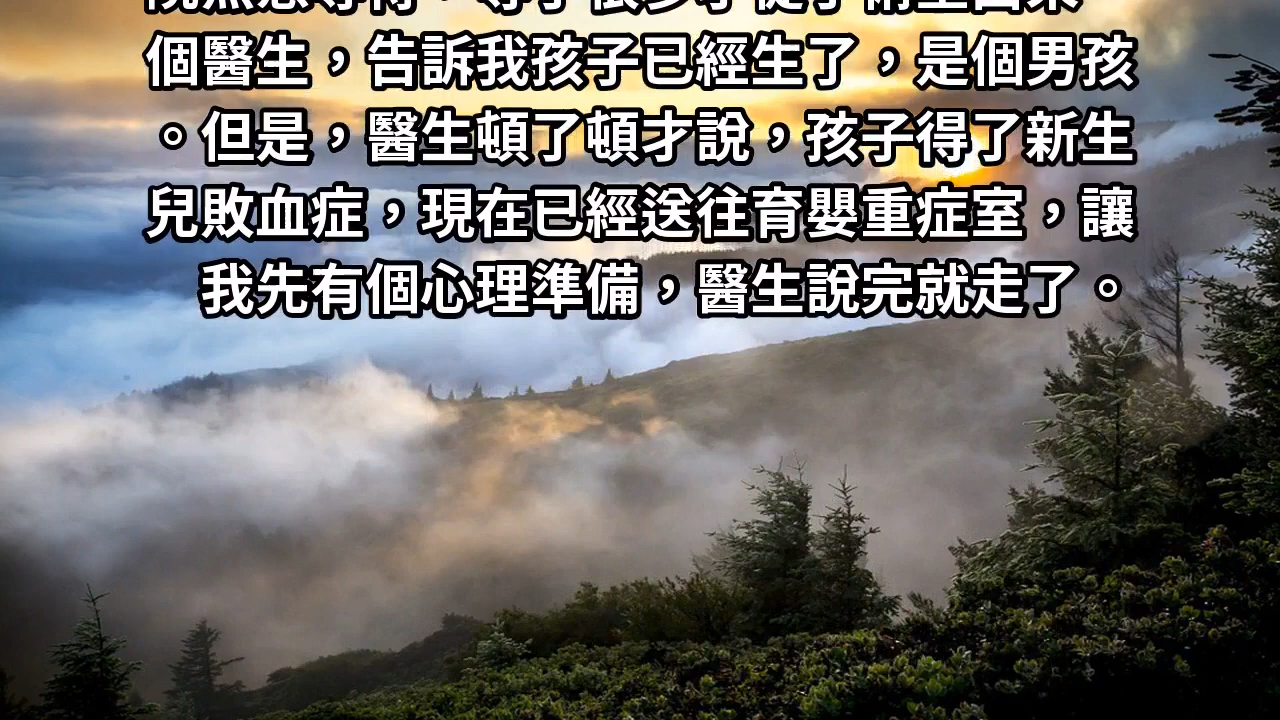 個醫生，告訴我孩子已經生了，是個男孩
。但是，醫生頓了頓才說，孩子得了新生
兒敗血症，現在已經送往育嬰重症室，讓
我先有個心理準備，醫生說完就走了。